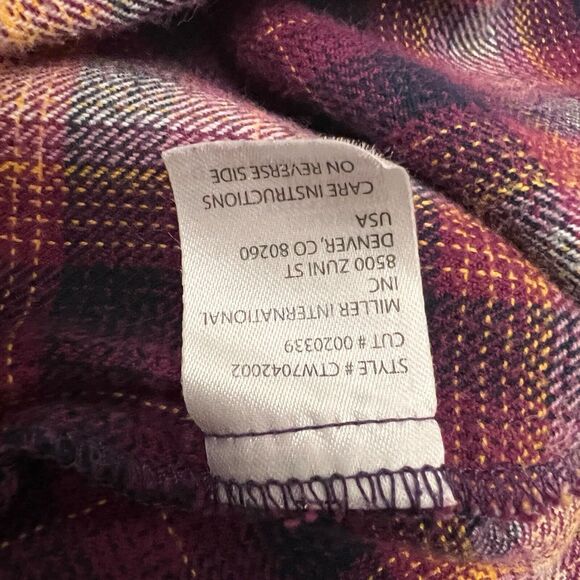 STYLE # CTW7042002
CUT # 0020339
MILLER INTERNATIONAL
INC
8500 ZUNI ST
DENVER, CO 80260
USA
CARE INSTRUCTIONS
ON REVERSE SIDE